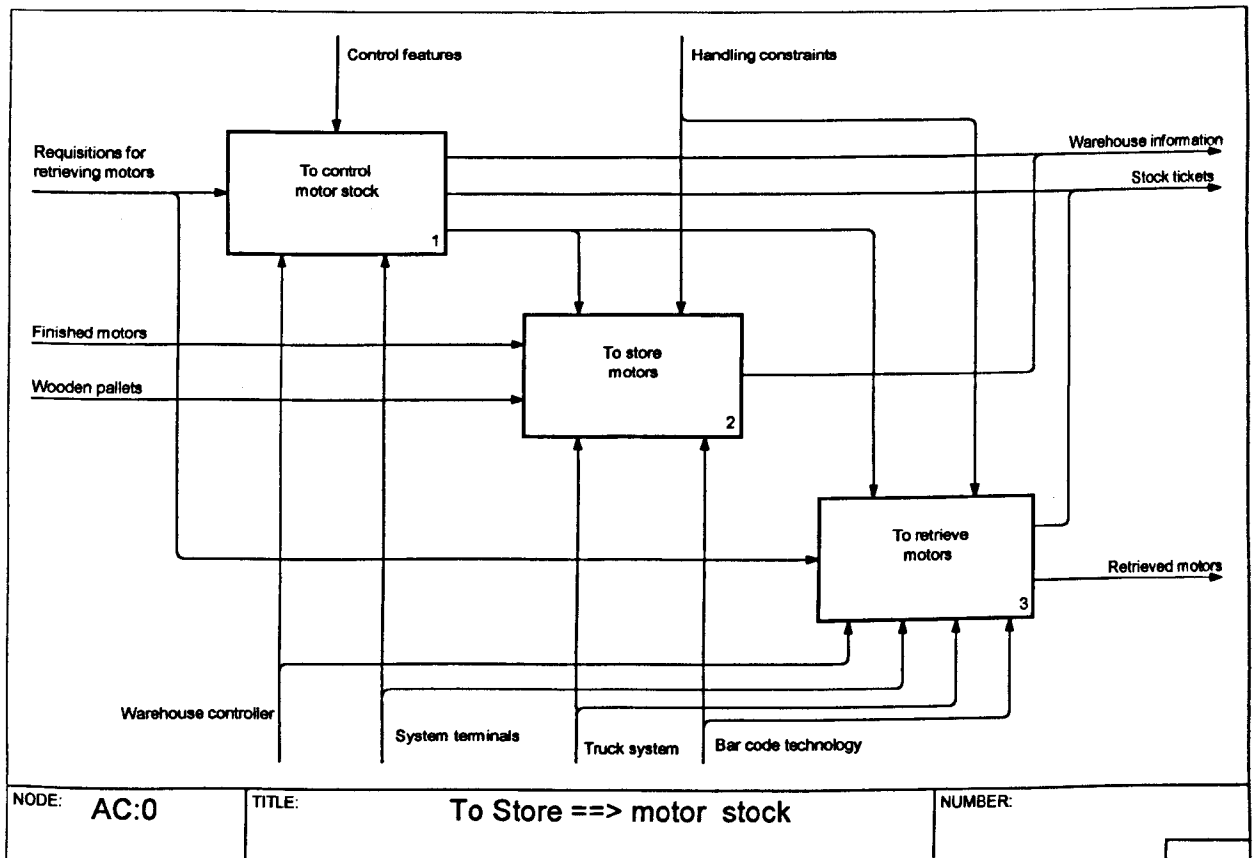 Control features
Handling constraints
Requisitions for
retrieving motors
To control
motor stock
1
Warehouse information
Stock tickets
Finished motors
Wooden pallets
To store
motors
2
To retrieve
motors
3
Retrieved motors
Warehouse controller
System terminals
Truck system
Bar code technology
NODE:
AC:0
TITLE:
To Store ==> motor stock
NUMBER: